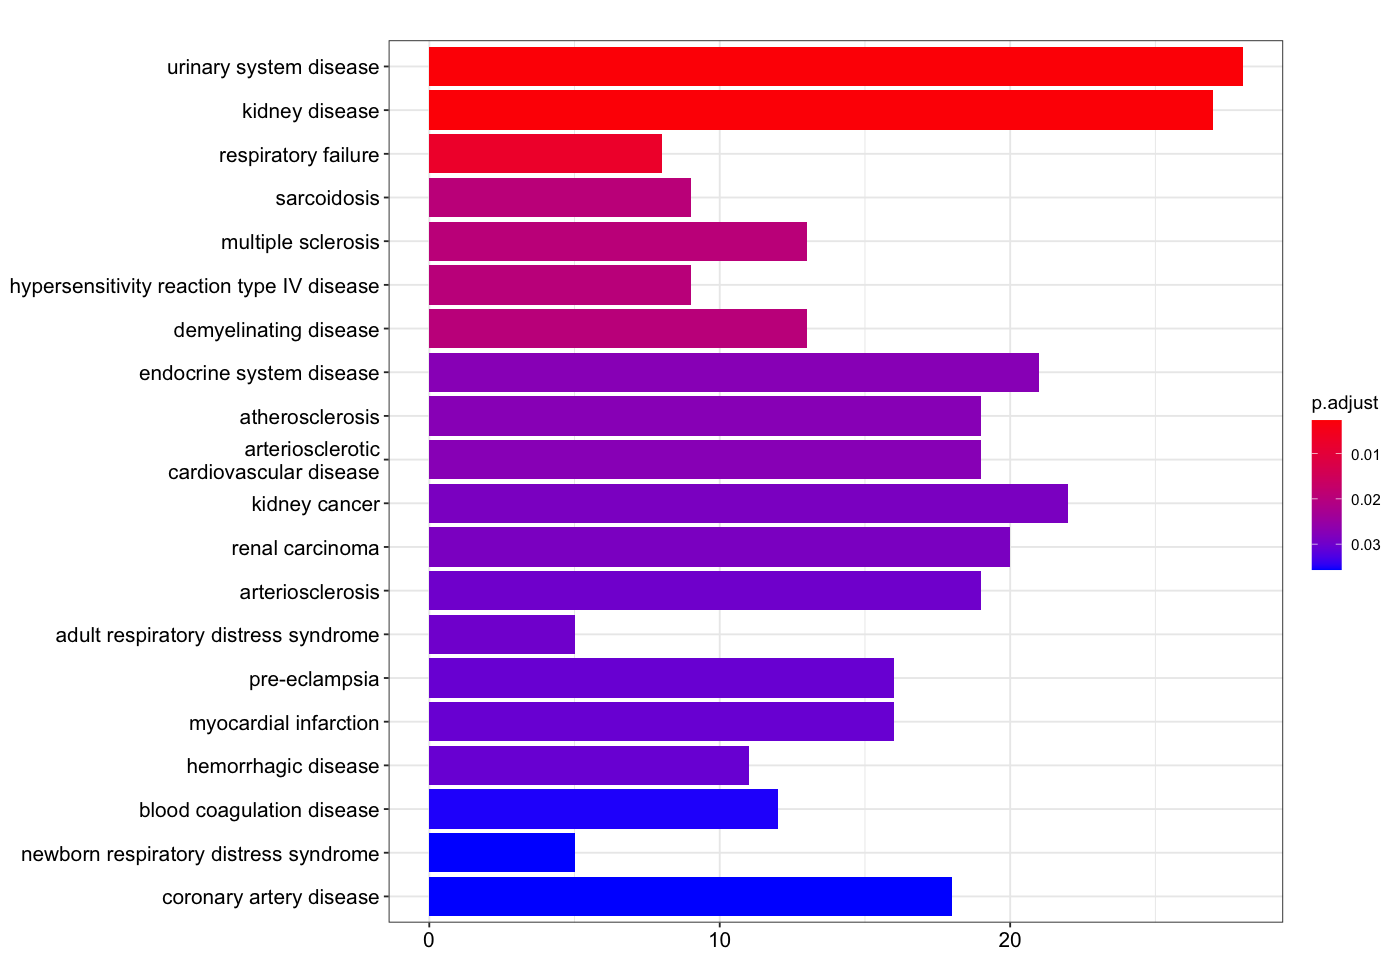 urinary system disease
kidney disease
respiratory failure
sarcoidosis
multiple sclerosis
hypersensitivity reaction type IV disease
demyelinating disease
endocrine system disease
atherosclerosis
arteriosclerotic
cardiovascular disease
kidney cancer
renal carcinoma
arteriosclerosis
adult respiratory distress syndrome
pre-eclampsia
myocardial infarction
hemorrhagic disease
blood coagulation disease
newborn respiratory distress syndrome
coronary artery disease
0 10 20
p.adjust
0.01
0.02
0.03